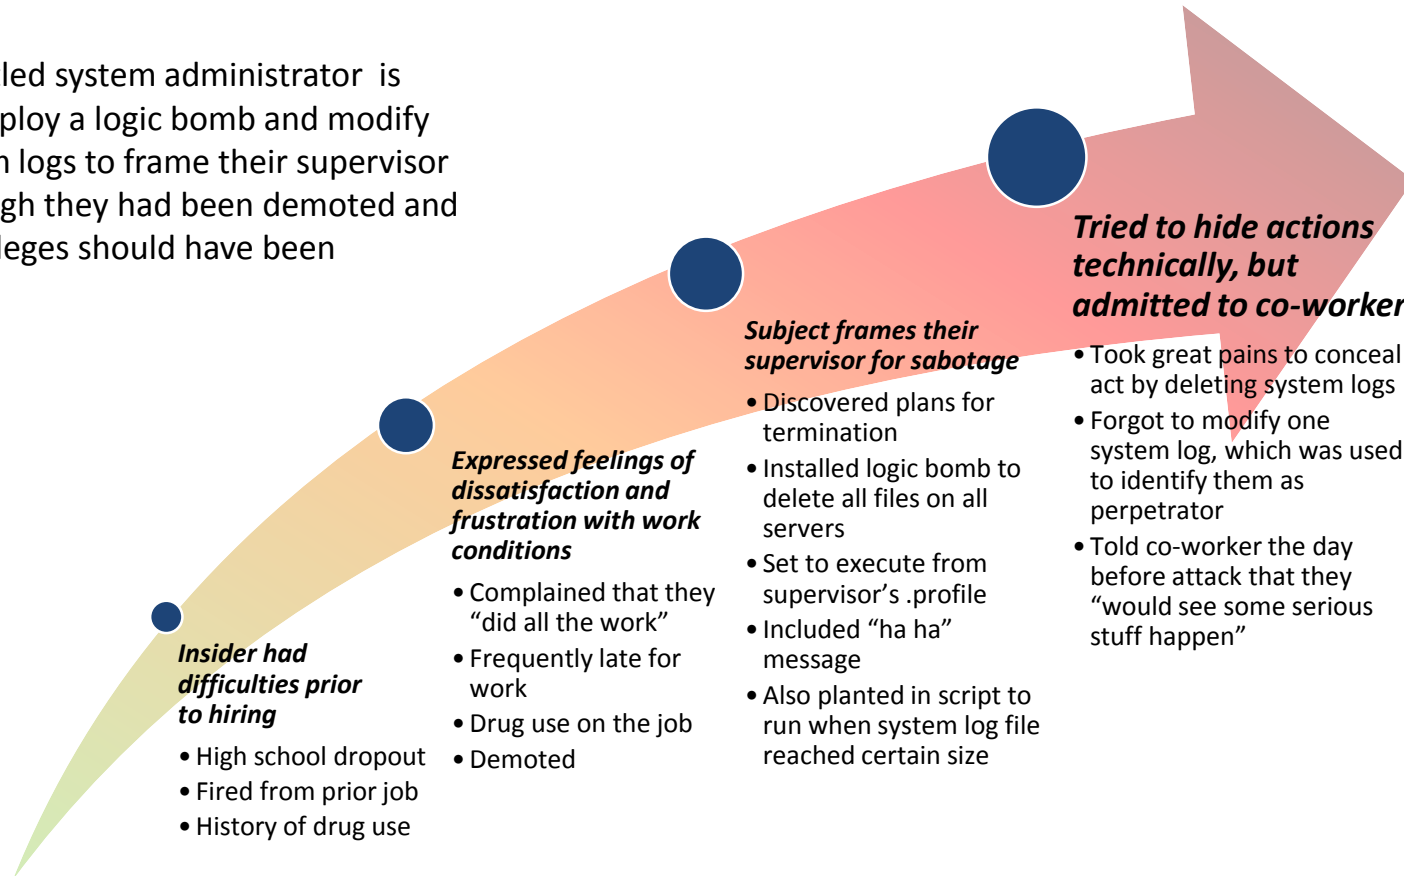 led system administrator is
ploy a logic bomb and modify
logs to frame their supervisor
gh they had been demoted and
leges should have been
Insider had
difficulties prior
to hiring
• High school dropout
• Fired from prior job
• History of drug use
Expressed feelings of
dissatisfaction and
frustration with work
conditions
• Complained that they
“did all the work”
• Frequently late for
work
• Drug use on the job
• Demoted
Subject frames their
supervisor for sabotage
• Discovered plans for
termination
• Installed logic bomb to
delete all files on all
servers
• Set to execute from
supervisor’s .profile
• Included “ha ha”
message
• Also planted in script to
run when system log file
reached certain size
Tried to hide actions
technically, but
admitted to co-worker
• Took great pains to conceal
act by deleting system logs
• Forgot to modify one
system log, which was used
to identify them as
perpetrator
• Told co-worker the day
before attack that they
“would see some serious
stuff happen”